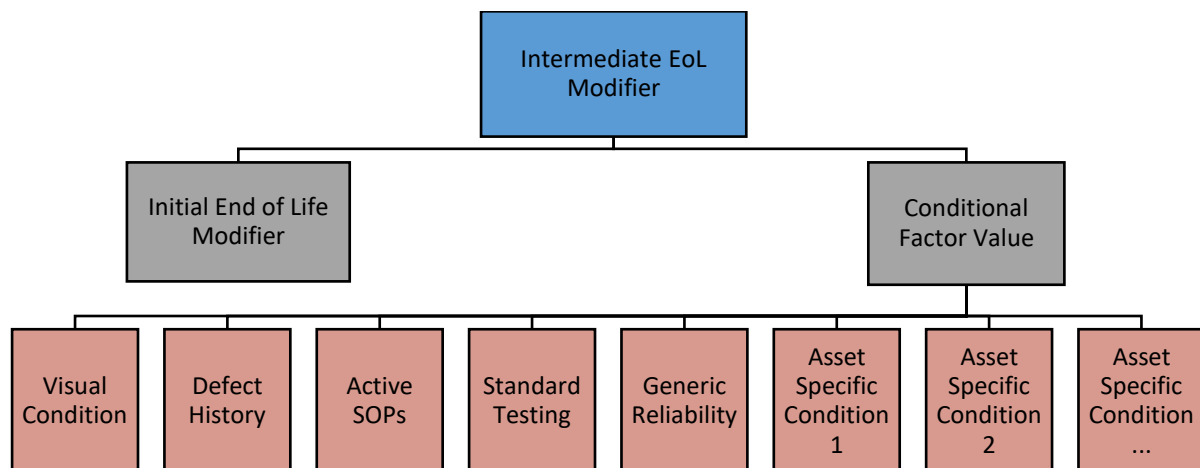 Intermediate EoL
Modifier
Initial End of Life
Modifier
Conditional
Factor Value
Visual
Condition
Defect
History
Active
SOPs
Standard
Testing
Generic
Reliability
Asset
Specific
Condition
1
Asset
Specific
Condition
2
Asset
Specific
Condition
...